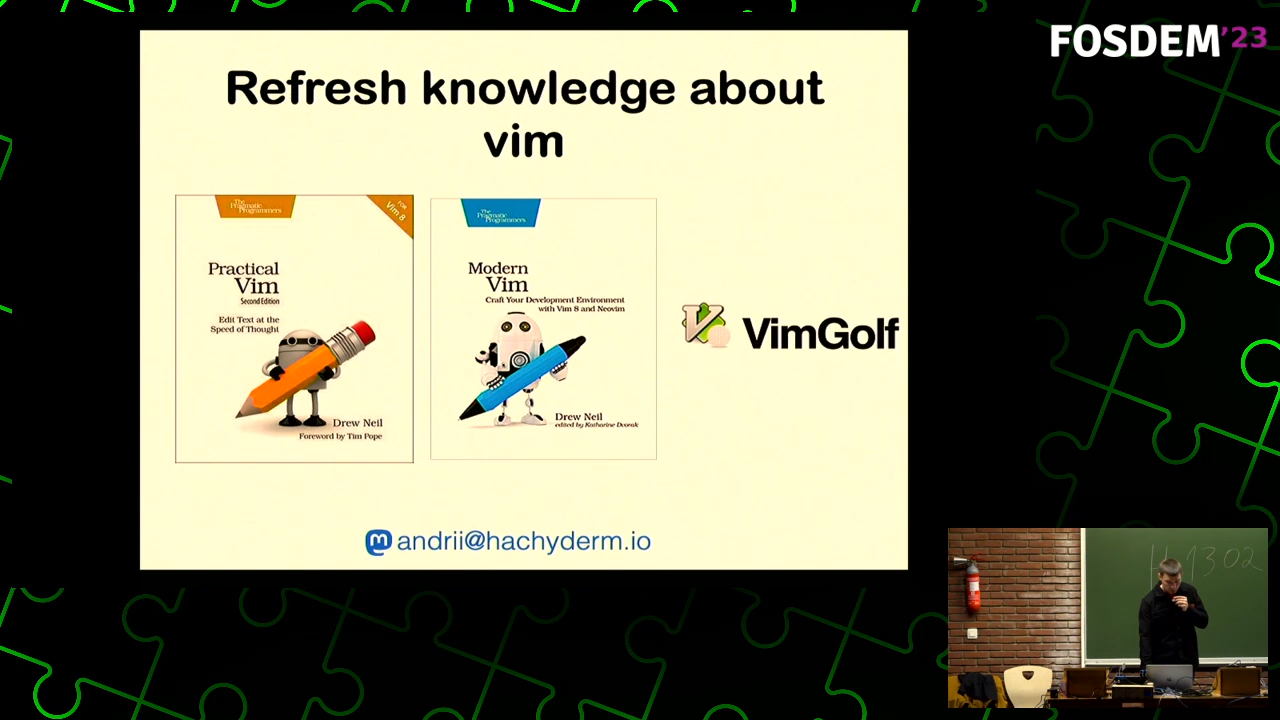 FOSDEM'23
Refresh knowledge about
vim
The
Pragmatic
Programmers
FOR
Vim 8
Practical
Vim
Second Edition
Edit Text at the
Speed of Thought
Drew Neil
Foreword by Tim Pope
The
Pragmatic
Programmers
Modern
Vim
Craft Your Development Environment
with Vim 8 and Neovim
Drew Neil
edited by Katharine Dvorak
VimGolf
andrii@hachyderm.io
1302